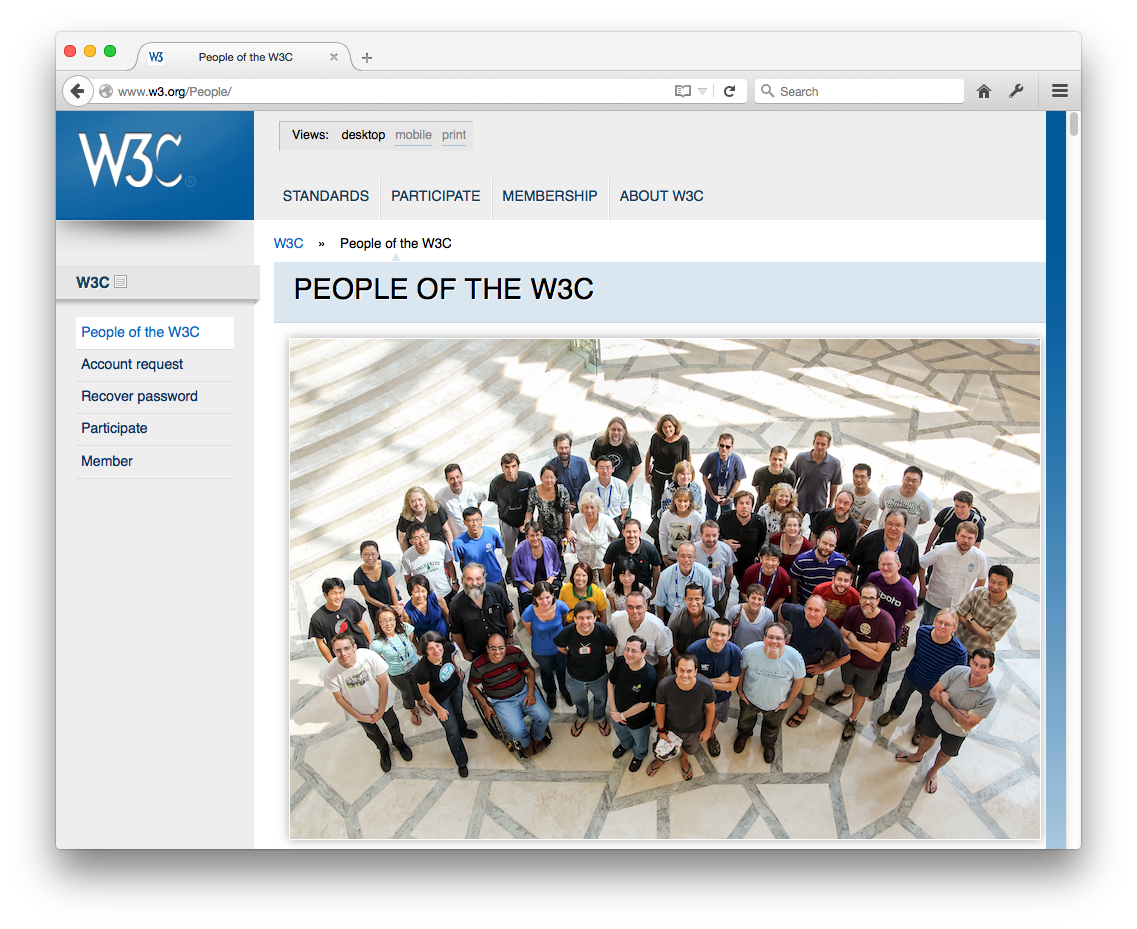 People of the W3C
www.w3.org/People/
Search
W3C®
Views: desktop mobile print
STANDARDS PARTICIPATE MEMBERSHIP ABOUT W3C
W3C » People of the W3C
W3C
PEOPLE OF THE W3C
People of the W3C
Account request
Recover password
Participate
Member